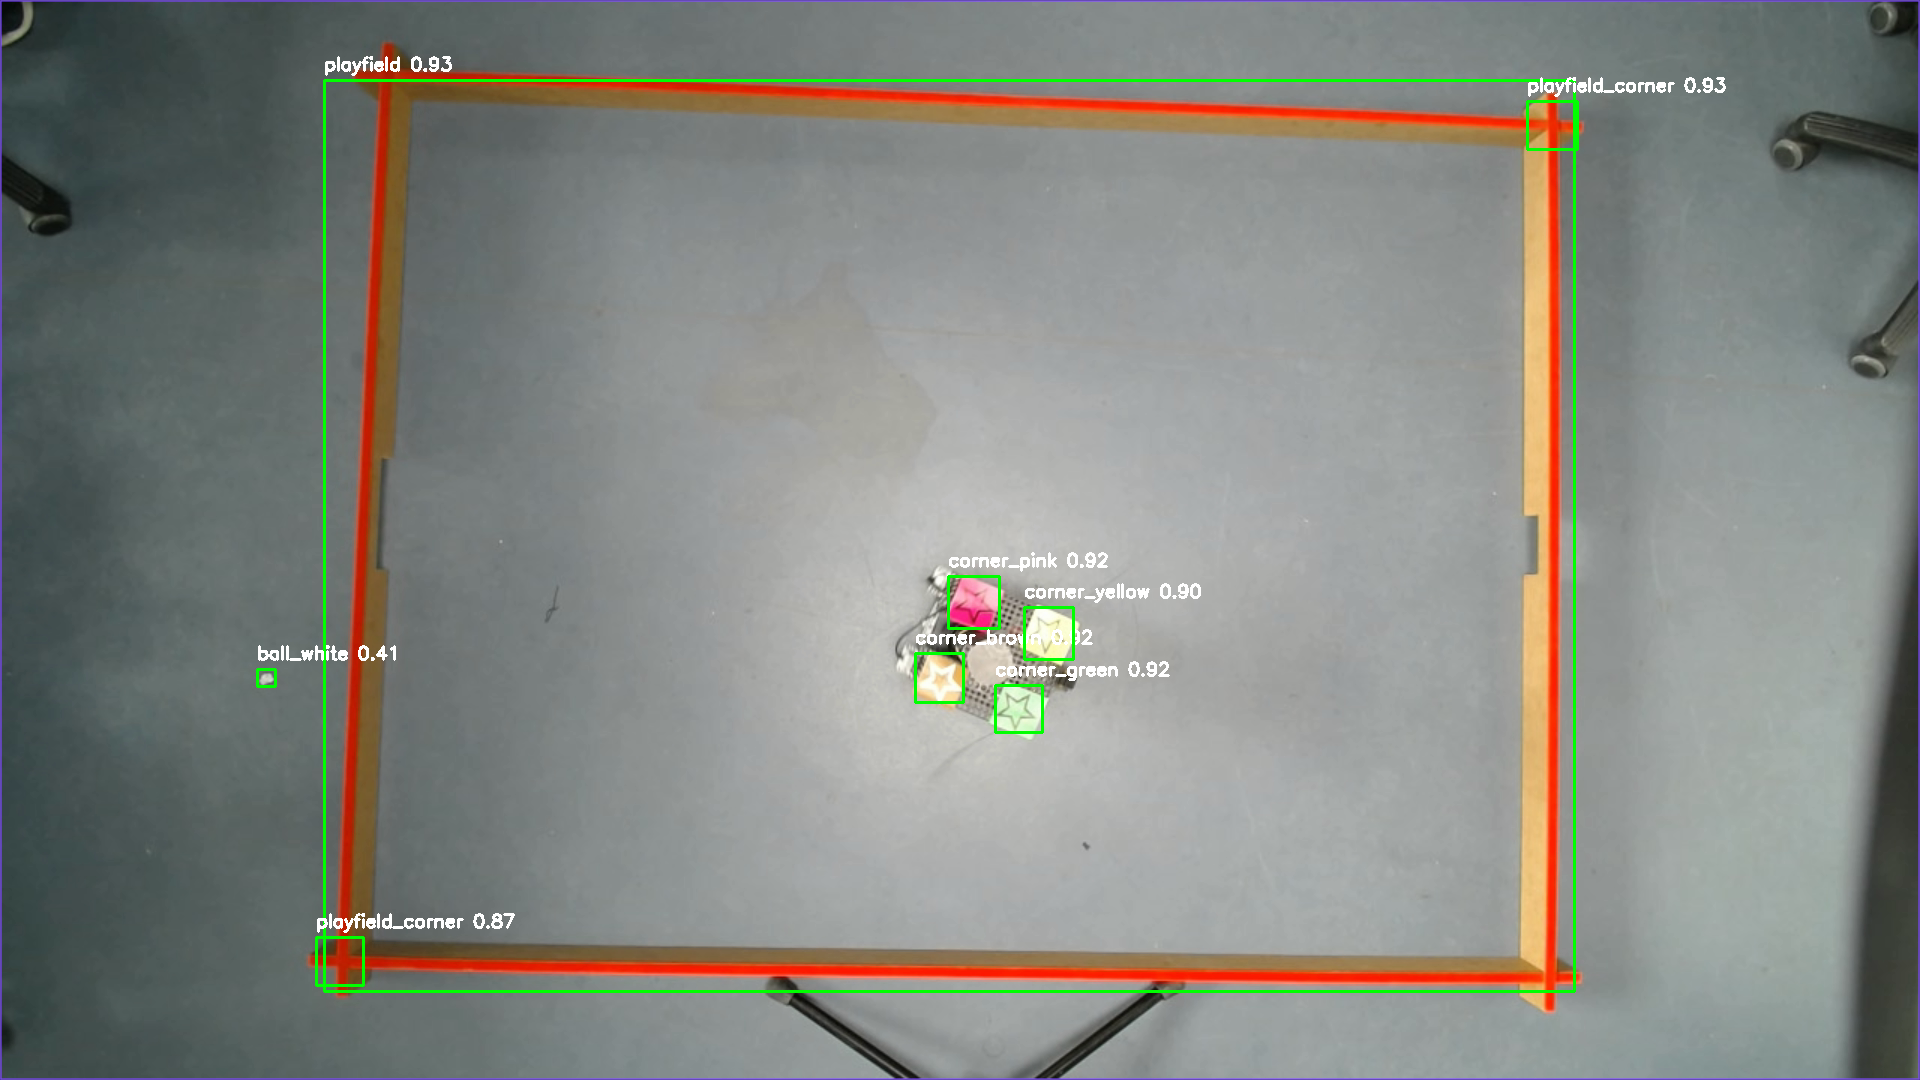 playfield 0.93
playfield_corner 0.93
corner_pink 0.92
corner_yellow 0.90
corner_brown 0.92
ball_white 0.41
corner_green 0.92
playfield_corner 0.87